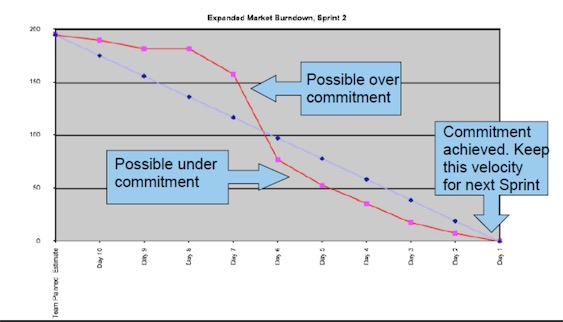 Expanded Market Burndown, Sprint 2
200
150
100
50
0
Possible over
commitment
Possible under
commitment
Commitment
achieved. Keep
this velocity
for next Sprint
Team Planned Estimate
Day 10
Day 9
Day 8
Day 7
Day 6
Day 5
Day 4
Day 3
Day 2
Day 1